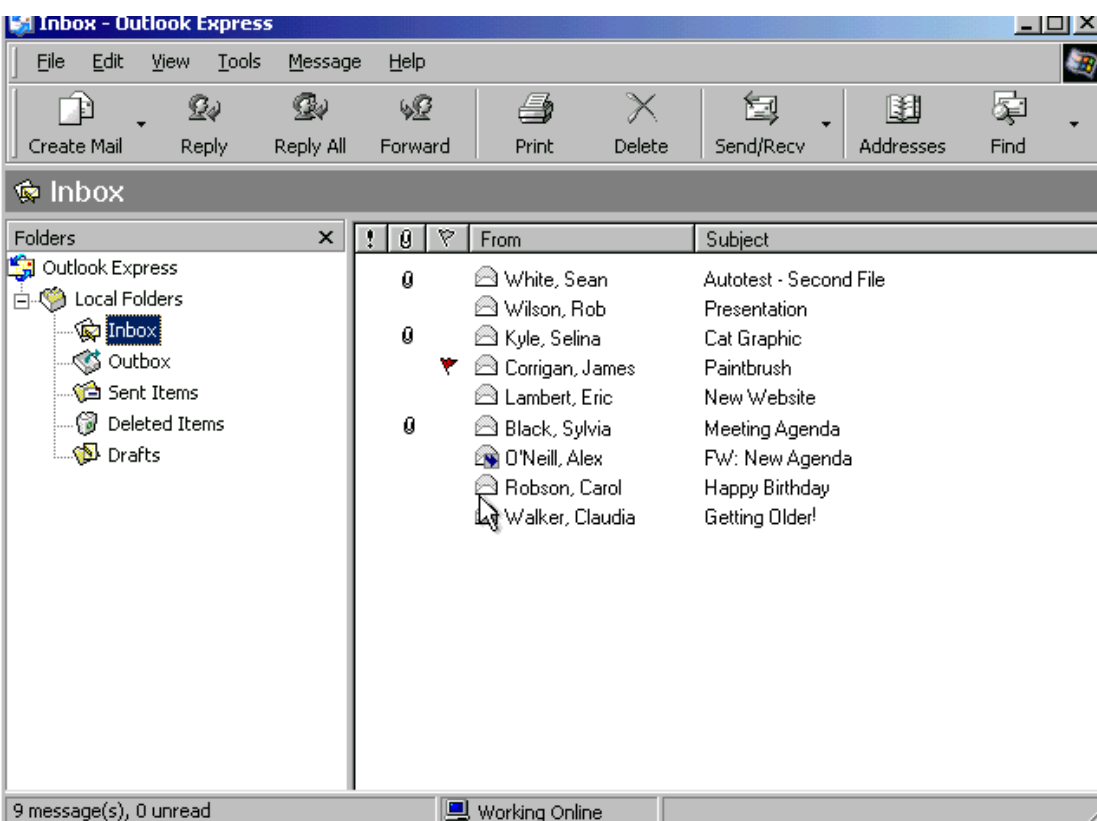 Inbox - Outlook Express
File Edit View Tools Message Help
Create Mail Reply Reply All Forward Print Delete Send/Recv Addresses Find
Inbox
Folders
! From Subject
Outlook Express
Local Folders
Inbox
Outbox
Sent Items
Deleted Items
Drafts
White, Sean Autotest - Second File
Wilson, Rob Presentation
Kyle, Selina Cat Graphic
Corrigan, James Paintbrush
Lambert, Eric New Website
Black, Sylvia Meeting Agenda
O'Neill, Alex FW: New Agenda
Robson, Carol Happy Birthday
Walker, Claudia Getting Older!
9 message(s), 0 unread Working Online